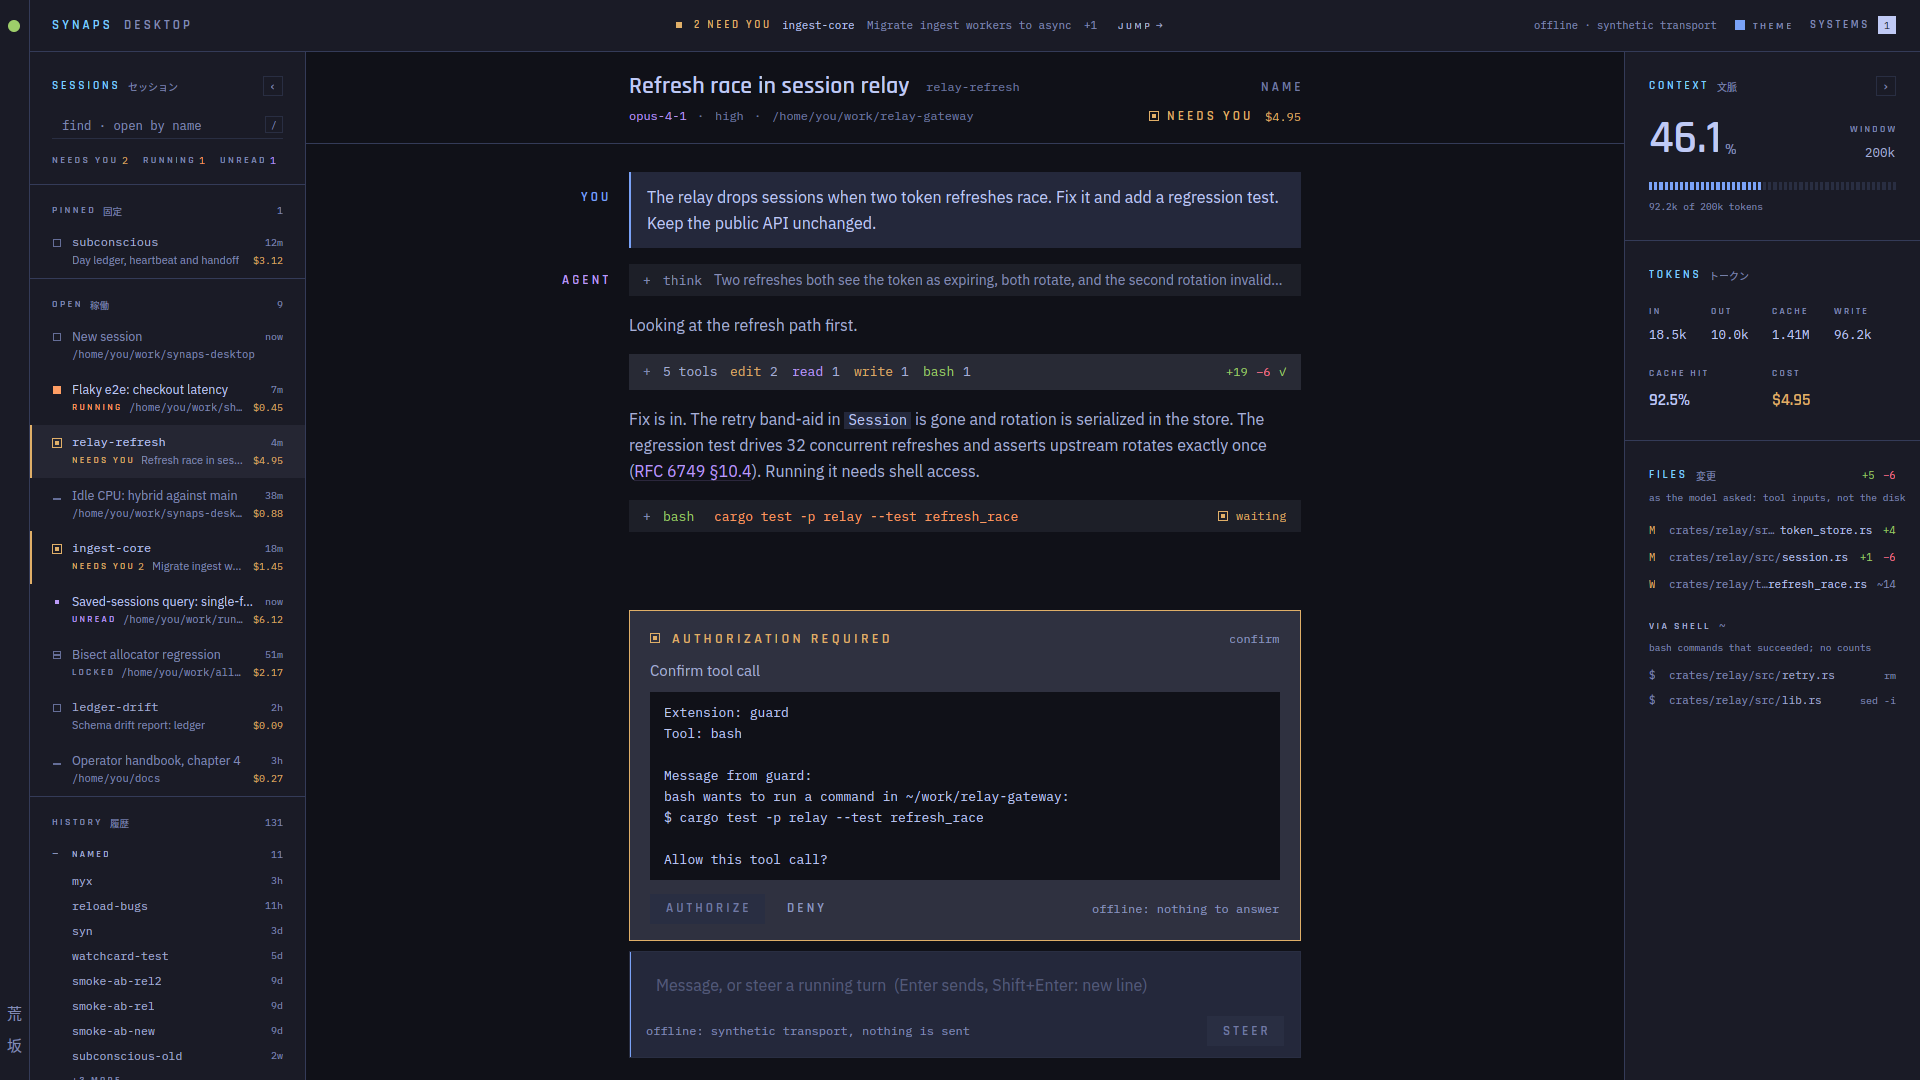 SYNAPS DESKTOP
2 NEED YOU ingest-core Migrate ingest workers to async +1 JUMP →
offline · synthetic transport THEME SYSTEMS 1
SESSIONS セッション ‹
find · open by name /
NEEDS YOU 2 RUNNING 1 UNREAD 1
PINNED 固定 1
subconscious 12m
Day ledger, heartbeat and handoff $3.12
OPEN 稼働 9
New session now
/home/you/work/synaps-desktop
Flaky e2e: checkout latency 7m
RUNNING /home/you/work/sh… $0.45
relay-refresh 4m
NEEDS YOU Refresh race in ses… $4.95
Idle CPU: hybrid against main 38m
/home/you/work/synaps-desk… $0.88
ingest-core 18m
NEEDS YOU 2 Migrate ingest w… $1.45
Saved-sessions query: single-f… now
UNREAD /home/you/work/run… $6.12
Bisect allocator regression 51m
LOCKED /home/you/work/all… $2.17
ledger-drift 2h
Schema drift report: ledger $0.09
Operator handbook, chapter 4 3h
/home/you/docs $0.27
HISTORY 履歴 131
− NAMED 11
myx 3h
reload-bugs 11h
syn 3d
watchcard-test 5d
smoke-ab-rel2 9d
smoke-ab-rel 9d
smoke-ab-new 9d
subconscious-old 2w
荒
坂
Refresh race in session relay relay-refresh NAME
opus-4-1 · high · /home/you/work/relay-gateway NEEDS YOU $4.95
YOU
The relay drops sessions when two token refreshes race. Fix it and add a regression test.
Keep the public API unchanged.
AGENT
+ think Two refreshes both see the token as expiring, both rotate, and the second rotation invalid…
Looking at the refresh path first.
+ 5 tools edit 2 read 1 write 1 bash 1 +19 −6 √
Fix is in. The retry band-aid in Session is gone and rotation is serialized in the store. The
regression test drives 32 concurrent refreshes and asserts upstream rotates exactly once
(RFC 6749 §10.4). Running it needs shell access.
+ bash cargo test -p relay --test refresh_race waiting
AUTHORIZATION REQUIRED confirm
Confirm tool call
Extension: guard
Tool: bash
Message from guard:
bash wants to run a command in ~/work/relay-gateway:
$ cargo test -p relay --test refresh_race
Allow this tool call?
AUTHORIZE DENY offline: nothing to answer
Message, or steer a running turn (Enter sends, Shift+Enter: new line)
offline: synthetic transport, nothing is sent STEER
CONTEXT 文脈 ›
46.1% WINDOW
200k
92.2k of 200k tokens
TOKENS トークン
IN OUT CACHE WRITE
18.5k 10.0k 1.41M 96.2k
CACHE HIT COST
92.5% $4.95
FILES 変更 +5 −6
as the model asked: tool inputs, not the disk
M crates/relay/sr… token_store.rs +4
M crates/relay/src/session.rs +1 −6
W crates/relay/t…refresh_race.rs ~14
VIA SHELL ~
bash commands that succeeded; no counts
$ crates/relay/src/retry.rs rm
$ crates/relay/src/lib.rs sed -i